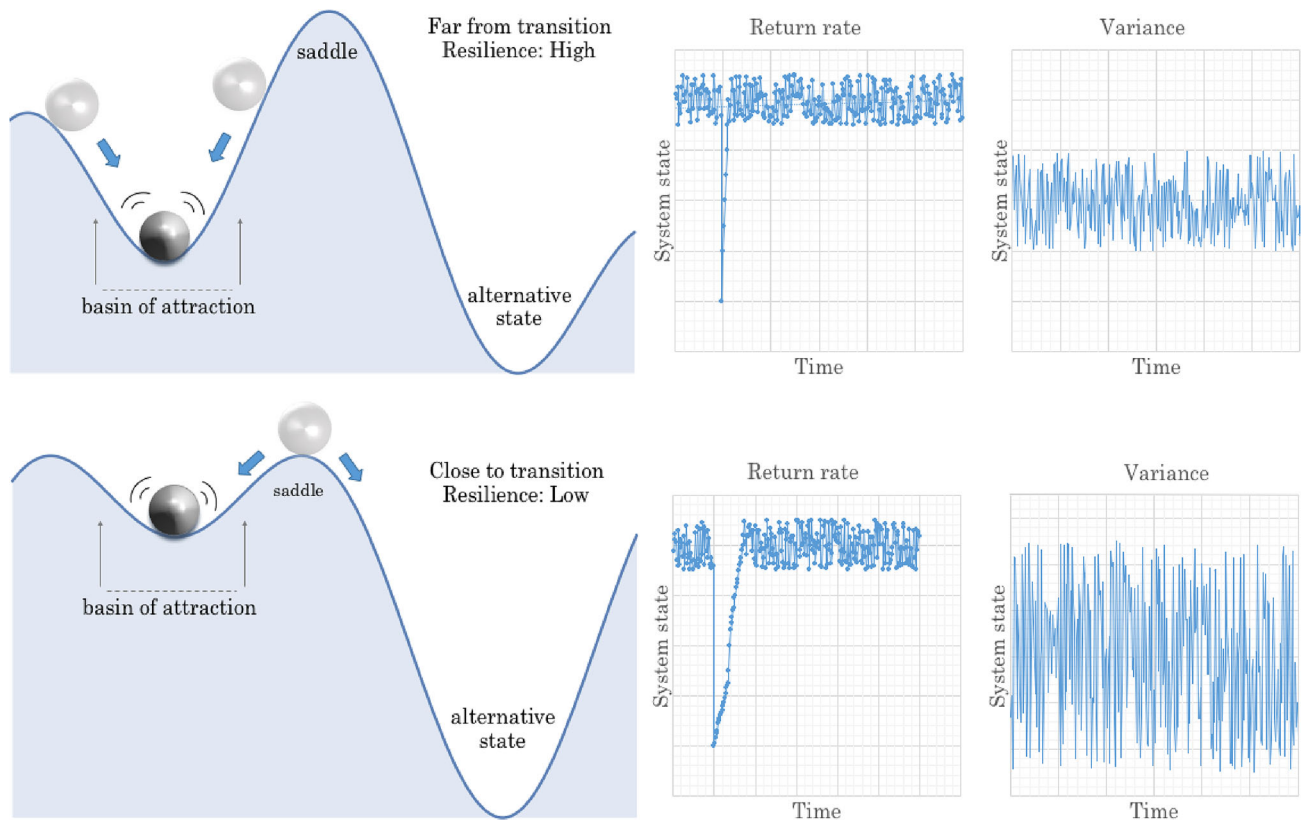 Far from transition
Resilience: High
saddle
basin of attraction
alternative
state
Return rate
System state
Time
Variance
System state
Time
Close to transition
Resilience: Low
saddle
basin of attraction
alternative
state
Return rate
System state
Time
Variance
System state
Time